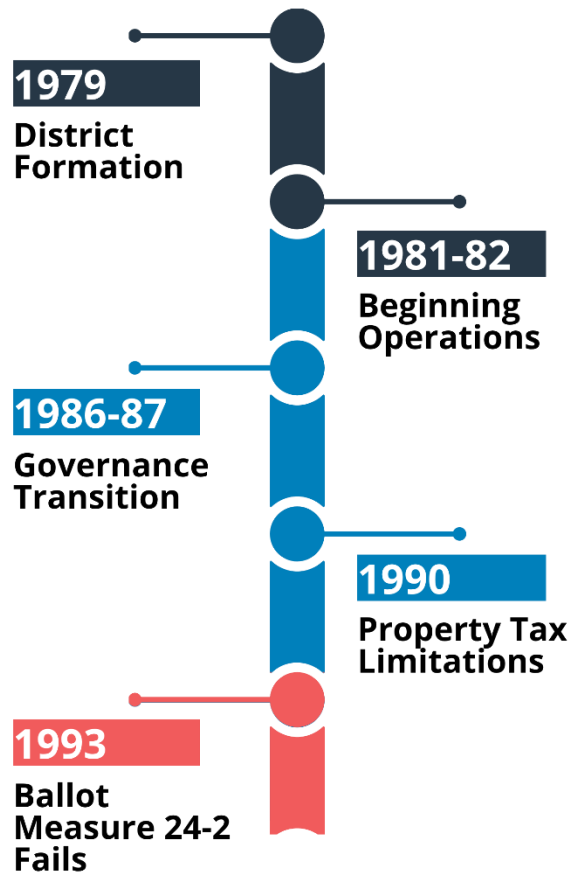 1979
District
Formation
1981-82
Beginning
Operations
1986-87
Governance
Transition
1990
Property Tax
Limitations
1993
Ballot
Measure 24-2
Fails